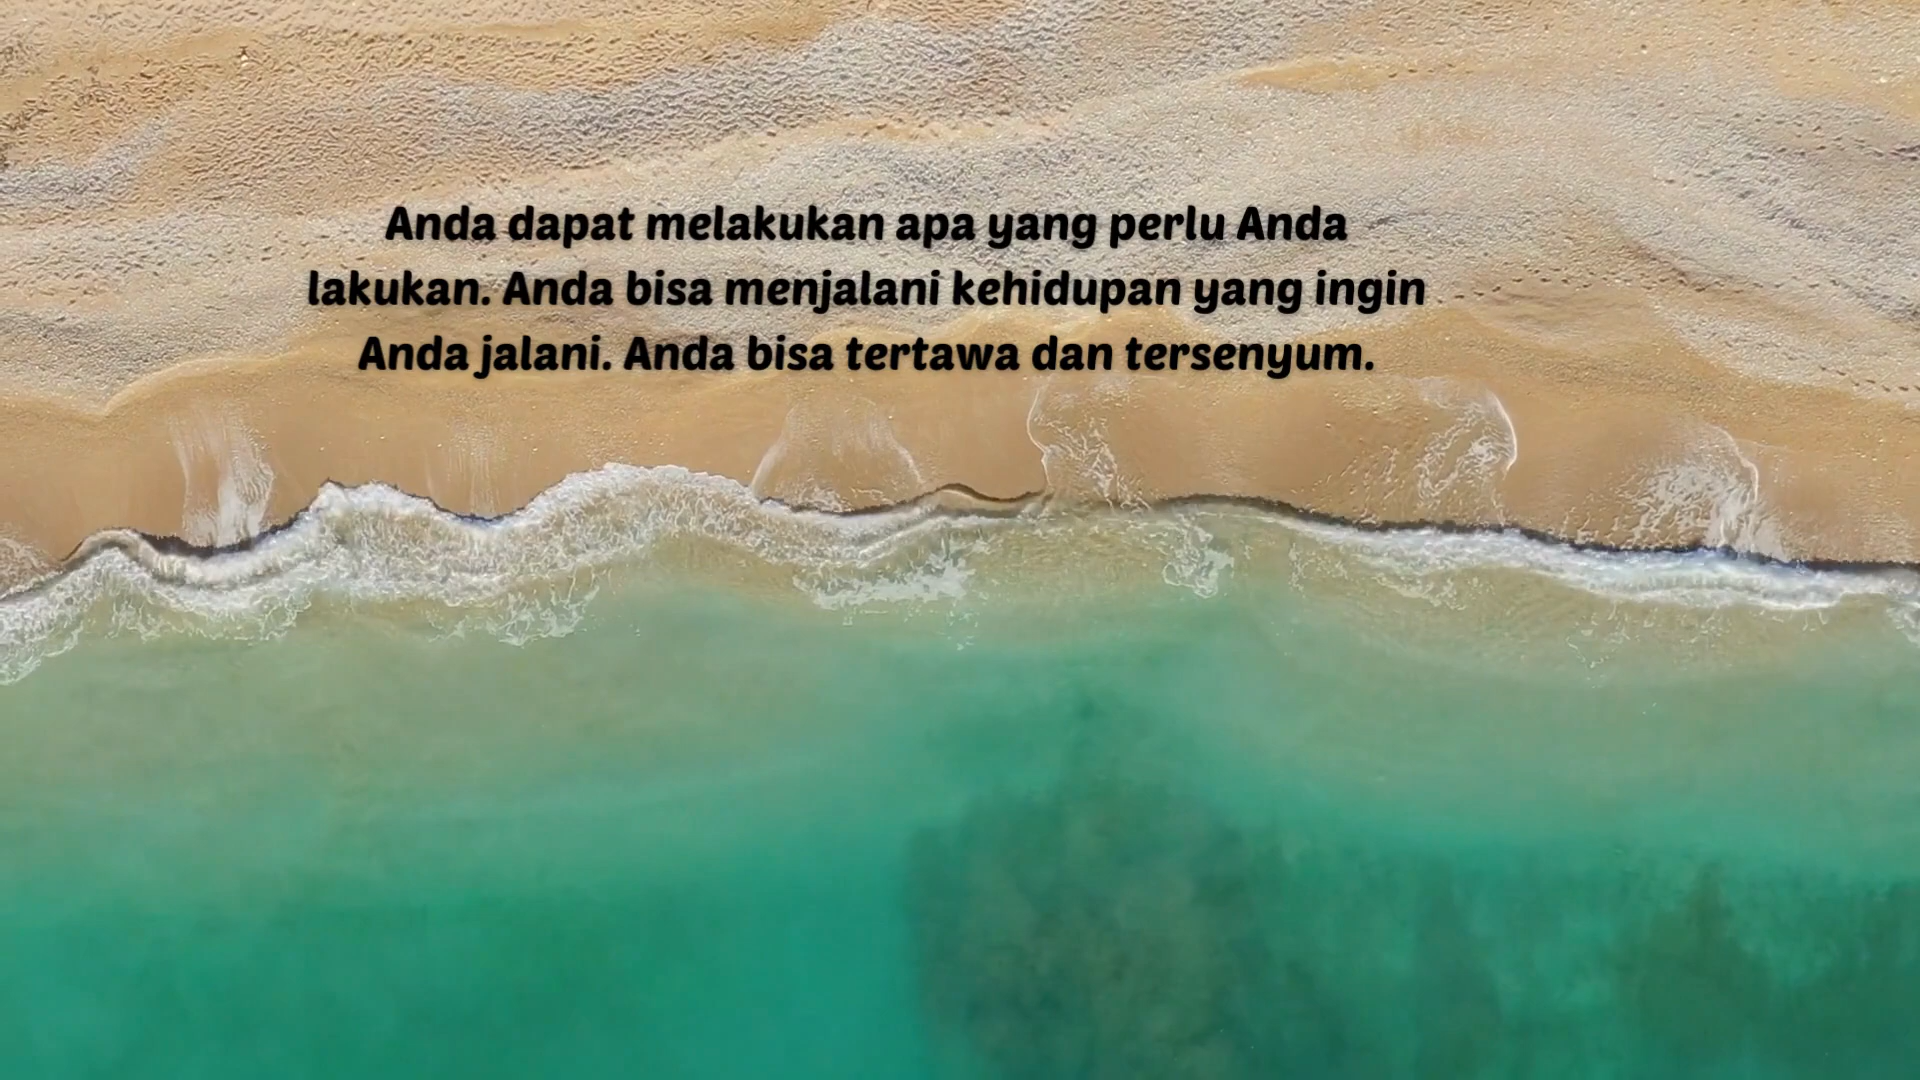 Anda dapat melakukan apa yang perlu Anda
lakukan. Anda bisa menjalani kehidupan yang ingin
Anda jalani. Anda bisa tertawa dan tersenyum.